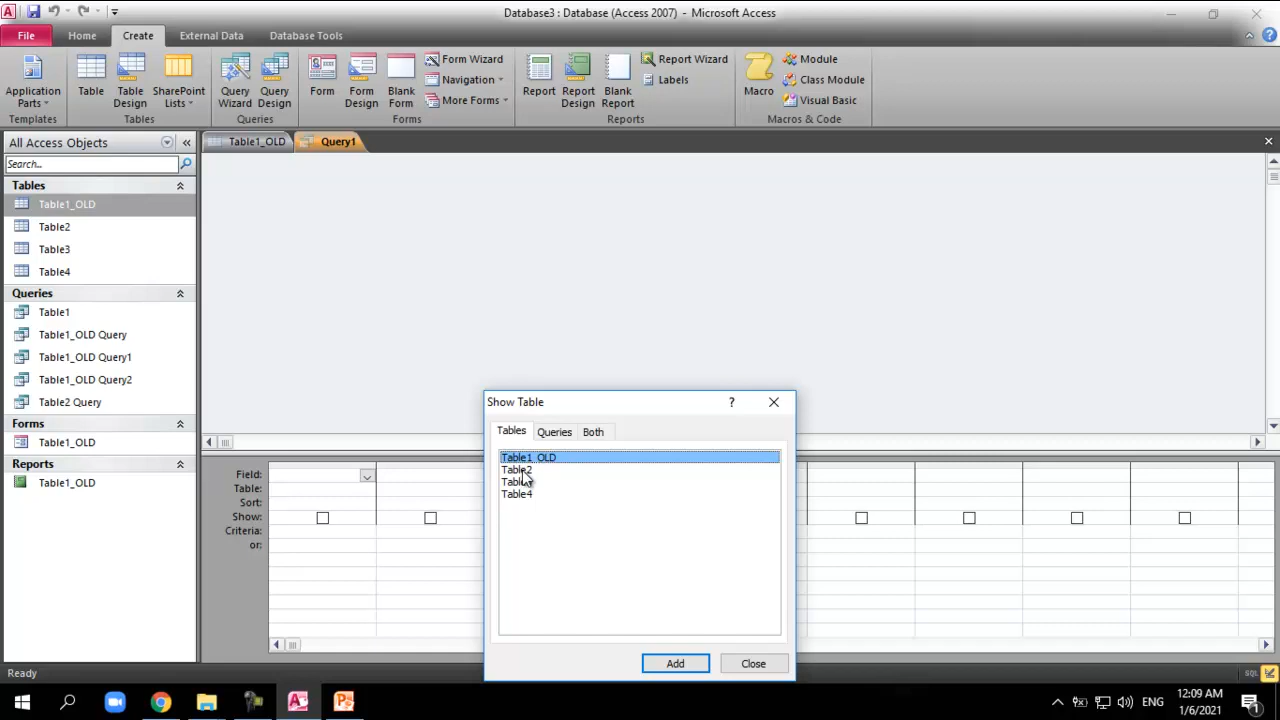 Database3 : Database (Access 2007) - Microsoft Access
File Home Create External Data Database Tools
Application Parts Table Table Design SharePoint Lists Query Wizard Query Design Form Form Design Blank Form Form Wizard Navigation More Forms Report Report Design Blank Report Report Wizard Labels Macro Module Class Module Visual Basic
Templates Tables Queries Forms Reports Macros & Code
All Access Objects
Table1_OLD Query1
Search...
Tables
Table1_OLD
Table2
Table3
Table4
Queries
Table1
Table1_OLD Query
Table1_OLD Query1
Table1_OLD Query2
Table2 Query
Forms
Table1_OLD
Reports
Table1_OLD
Field:
Table:
Sort:
Show:
Criteria:
or:
Show Table
Tables Queries Both
Table1_OLD
Table2
Table4
Add Close
Ready
SQL
ENG
12:09 AM
1/6/2021